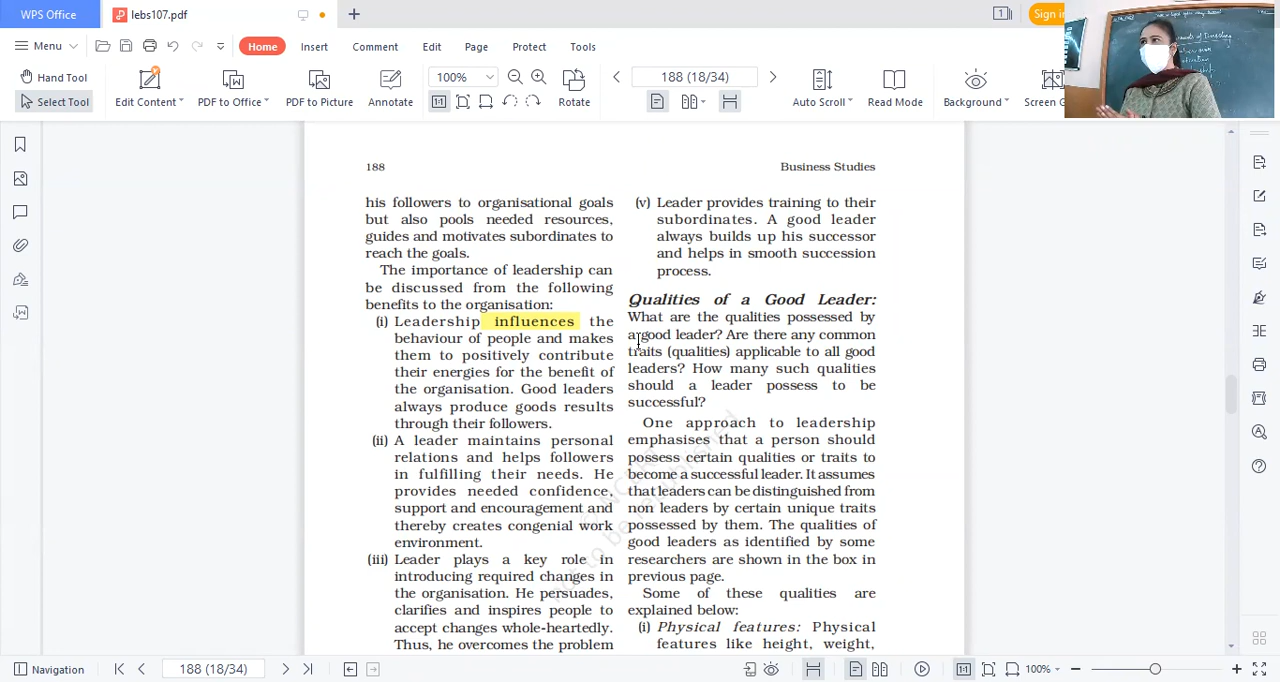 WPS Office
lebs107.pdf
Sign in
Menu
Home
Insert
Comment
Edit
Page
Protect
Tools
Hand Tool
Select Tool
Edit Content
PDF to Office
PDF to Picture
Annotate
100%
Rotate
188 (18/34)
Auto Scroll
Read Mode
Background
Screen G
188
Business Studies
his followers to organisational goals
but also pools needed resources,
guides and motivates subordinates to
reach the goals.
The importance of leadership can
be discussed from the following
benefits to the organisation:
(i) Leadership influences the
behaviour of people and makes
them to positively contribute
their energies for the benefit of
the organisation. Good leaders
always produce goods results
through their followers.
(ii) A leader maintains personal
relations and helps followers
in fulfilling their needs. He
provides needed confidence,
support and encouragement and
thereby creates congenial work
environment.
(iii) Leader plays a key role in
introducing required changes in
the organisation. He persuades,
clarifies and inspires people to
accept changes whole-heartedly.
Thus, he overcomes the problem
(v) Leader provides training to their
subordinates. A good leader
always builds up his successor
and helps in smooth succession
process.
Qualities of a Good Leader:
What are the qualities possessed by
a good leader? Are there any common
traits (qualities) applicable to all good
leaders? How many such qualities
should a leader possess to be
successful?
One approach to leadership
emphasises that a person should
possess certain qualities or traits to
become a successful leader. It assumes
that leaders can be distinguished from
non leaders by certain unique traits
possessed by them. The qualities of
good leaders as identified by some
researchers are shown in the box in
previous page.
Some of these qualities are
explained below:
(i) Physical features: Physical
features like height, weight,
Navigation
188 (18/34)
100%